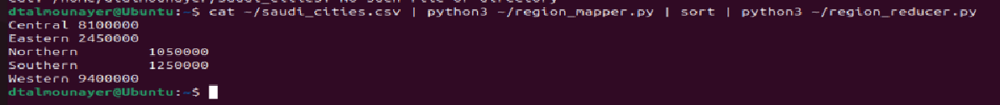 cat: /home/dtalmounayer/saudi_cities: No such file or directory
dtalmounayer@Ubuntu:~$ cat ~/saudi_cities.csv | python3 ~/region_mapper.py | sort | python3 ~/region_reducer.py
Central 8100000
Eastern 2450000
Northern        1050000
Southern        1250000
Western 9400000
dtalmounayer@Ubuntu:~$